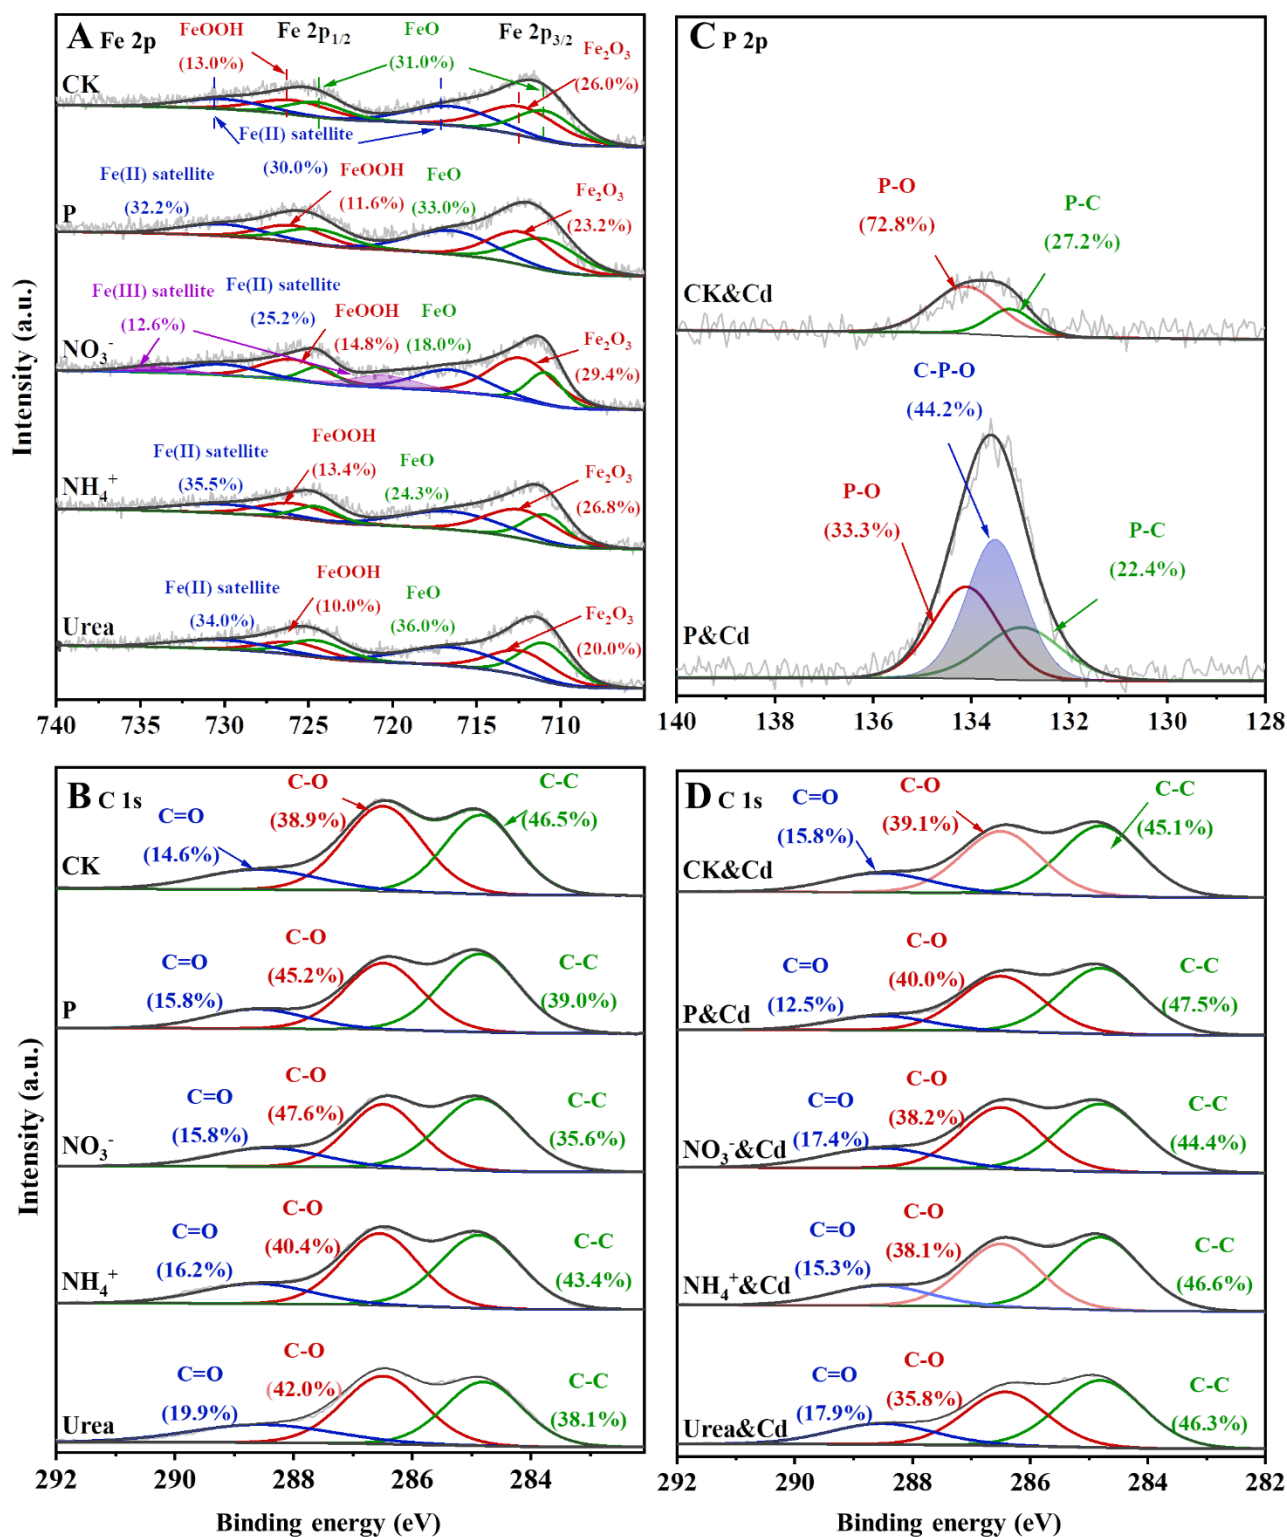 A Fe 2p
FeOOH
(13.0%)
Fe 2p1/2
FeO
(31.0%)
Fe 2p3/2
Fe2O3
(26.0%)
CK
Fe(II) satellite
(30.0%)
P
Fe(II) satellite
(32.2%)
FeOOH
(11.6%)
FeO
(33.0%)
Fe2O3
(23.2%)
NO3-
Fe(III) satellite
(12.6%)
Fe(II) satellite
(25.2%)
FeOOH
(14.8%)
FeO
(18.0%)
Fe2O3
(29.4%)
NH4+
Fe(II) satellite
(35.5%)
FeOOH
(13.4%)
FeO
(24.3%)
Fe2O3
(26.8%)
Urea
Fe(II) satellite
(34.0%)
FeOOH
(10.0%)
FeO
(36.0%)
Fe2O3
(20.0%)
740 735 730 725 720 715 710
Intensity (a.u.)
C P 2p
P-O
(72.8%)
P-C
(27.2%)
CK&Cd
C-P-O
(44.2%)
P-O
(33.3%)
P-C
(22.4%)
P&Cd
140 138 136 134 132 130 128
B C 1s
C=O
(14.6%)
C-O
(38.9%)
C-C
(46.5%)
CK
C=O
(15.8%)
C-O
(45.2%)
C-C
(39.0%)
P
C=O
(15.8%)
C-O
(47.6%)
C-C
(35.6%)
NO3-
C=O
(16.2%)
C-O
(40.4%)
C-C
(43.4%)
NH4+
C=O
(19.9%)
C-O
(42.0%)
C-C
(38.1%)
Urea
292 290 288 286 284
Binding energy (eV)
Intensity (a.u.)
D C 1s
C=O
(15.8%)
C-O
(39.1%)
C-C
(45.1%)
CK&Cd
C=O
(12.5%)
C-O
(40.0%)
C-C
(47.5%)
P&Cd
C=O
(17.4%)
C-O
(38.2%)
C-C
(44.4%)
NO3-&Cd
C=O
(15.3%)
C-O
(38.1%)
C-C
(46.6%)
NH4+&Cd
C=O
(17.9%)
C-O
(35.8%)
C-C
(46.3%)
Urea&Cd
292 290 288 286 284 282
Binding energy (eV)